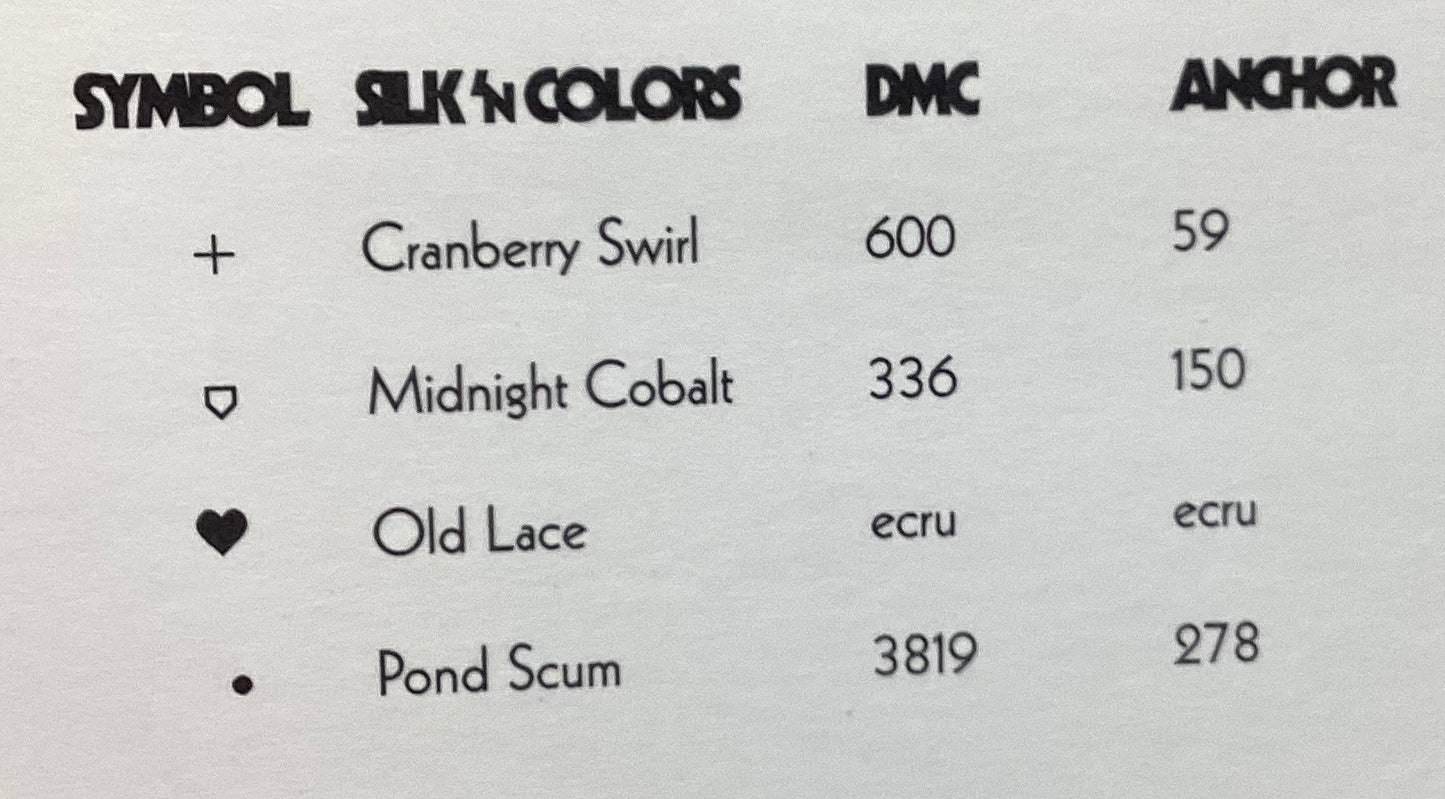 SYMBOL SILK 'N COLORS DMC ANCHOR
+ Cranberry Swirl 600 59
⛉ Midnight Cobalt 336 150
♥ Old Lace ecru ecru
• Pond Scum 3819 278